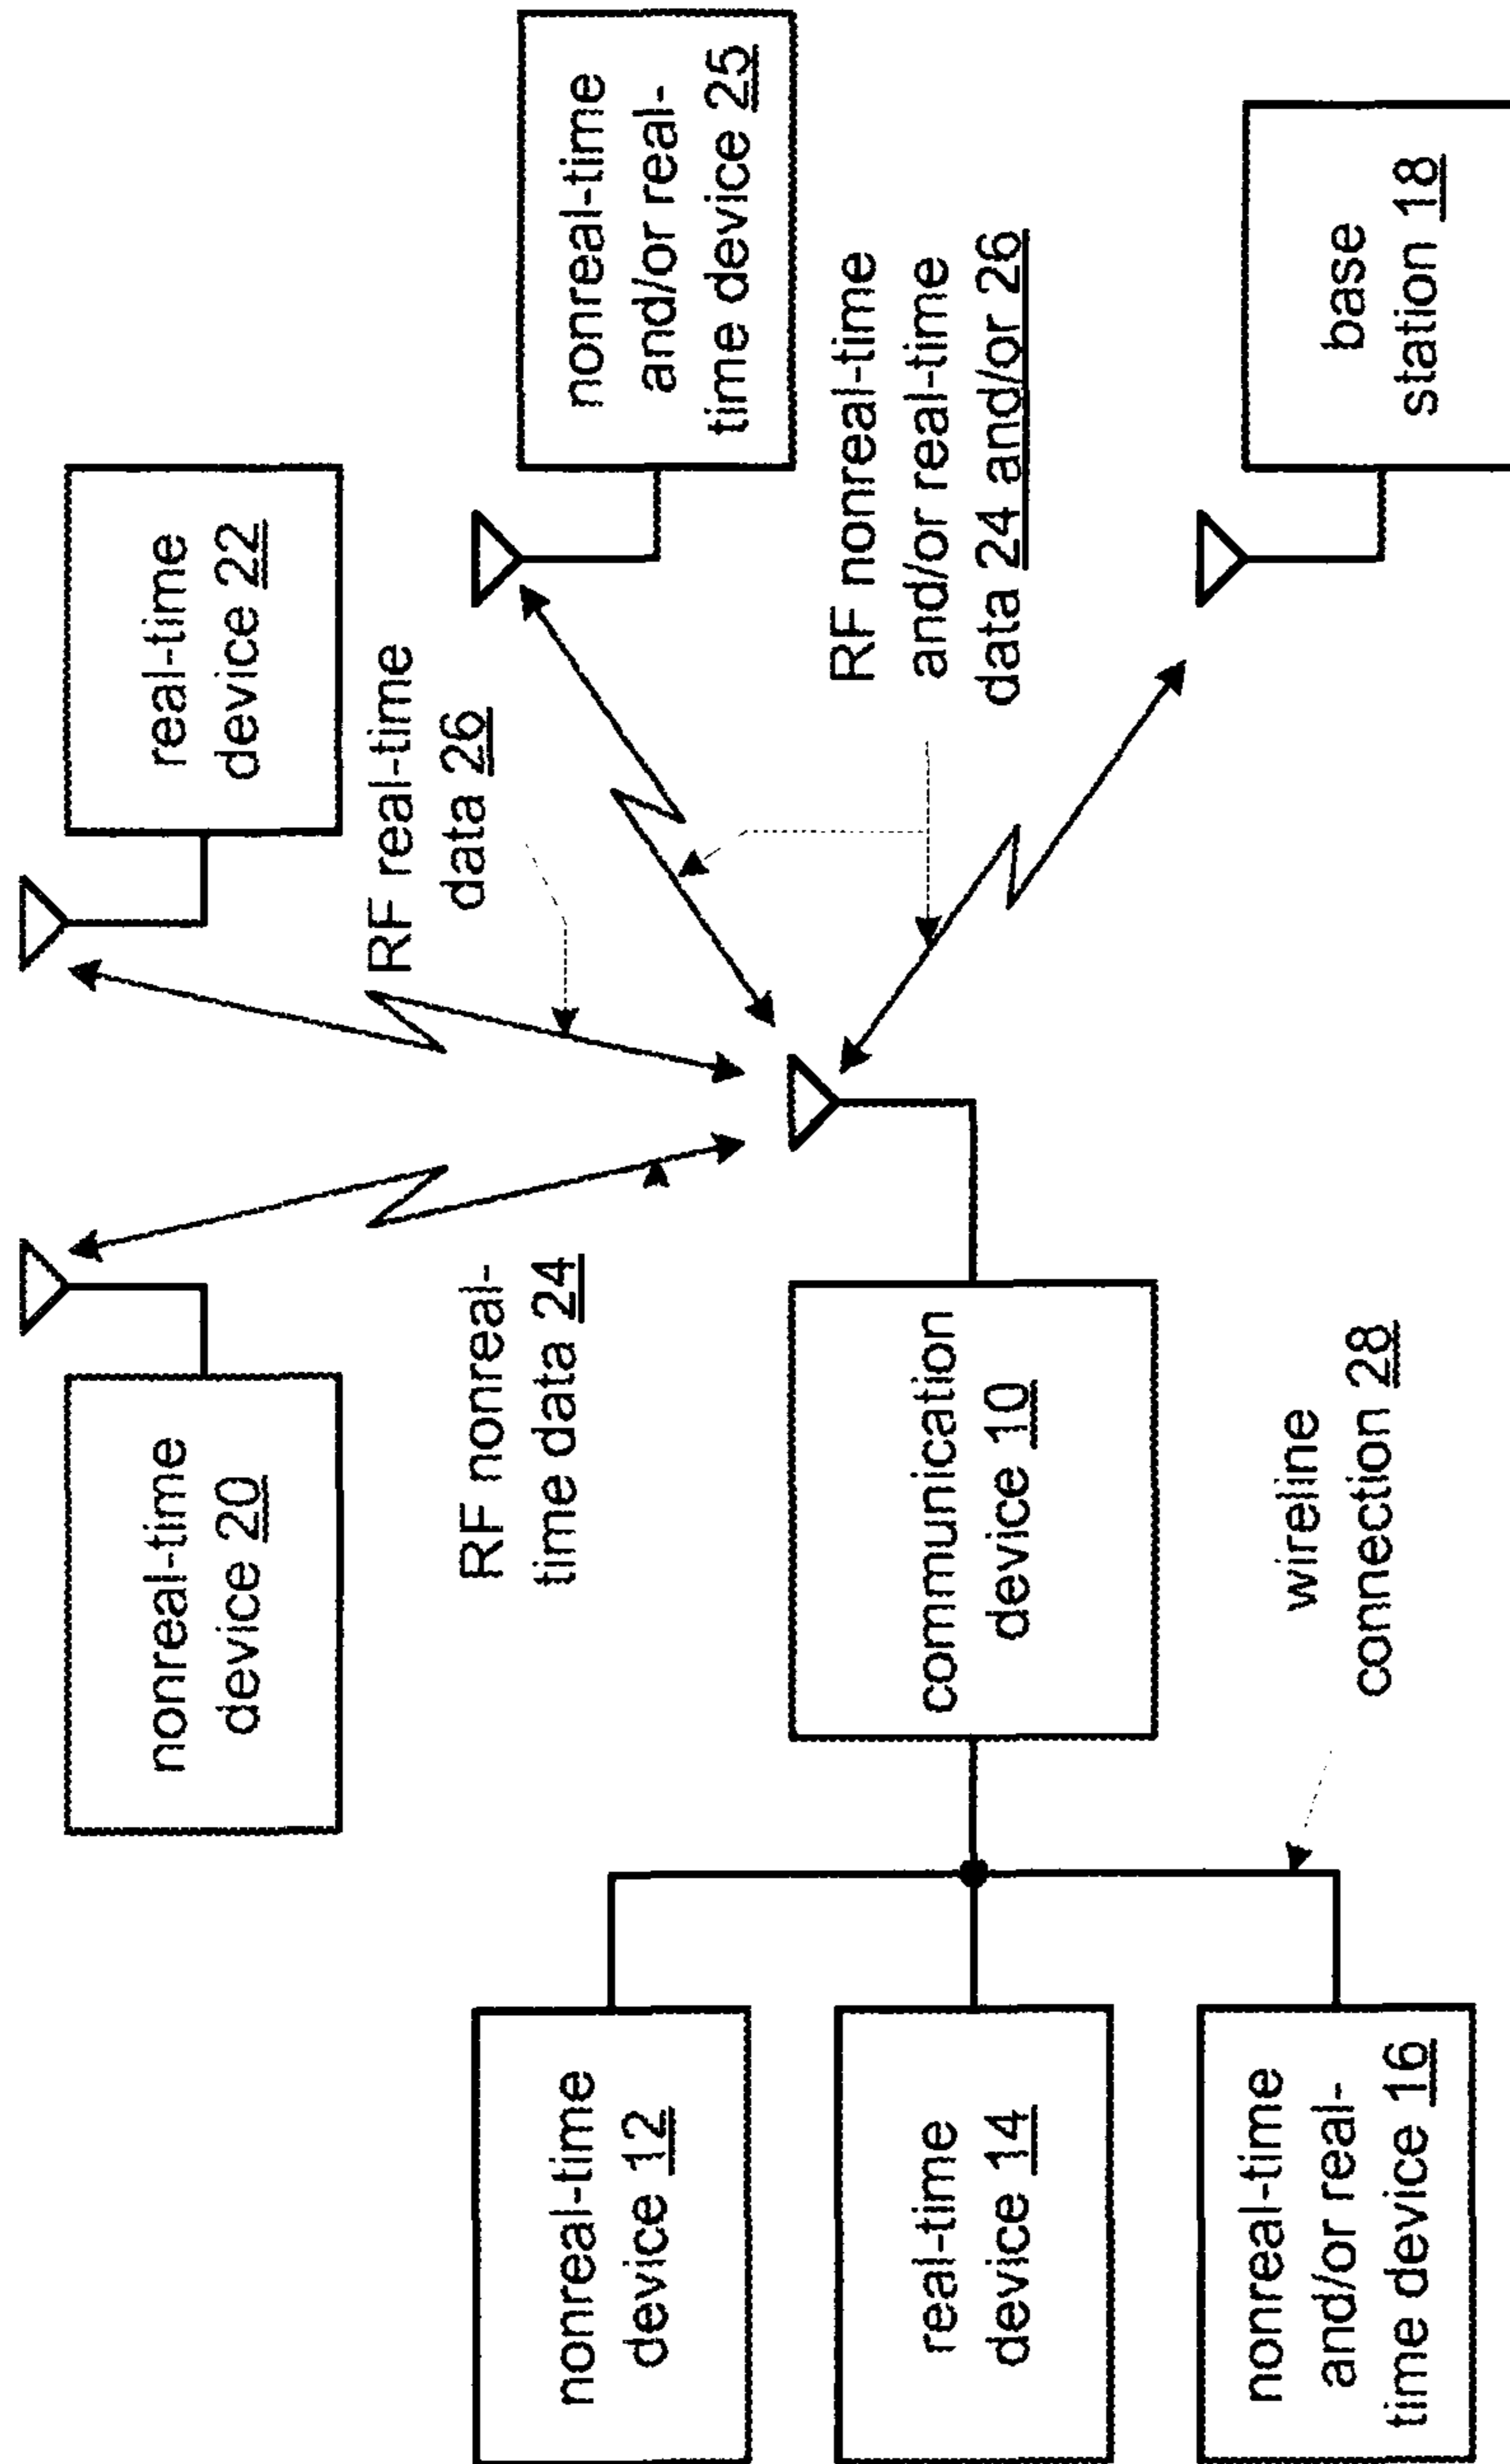 nonreal-time
device 20
real-time
device 22
RF real-time
data 26
RF nonreal-
time data 24
nonreal-time
and/or real-
time device 25
nonreal-time
device 12
communication
device 10
RF nonreal-time
and/or real-time
data 24 and/or 26
real-time
device 14
wireline
connection 28
nonreal-time
and/or real-
time device 16
base
station 18